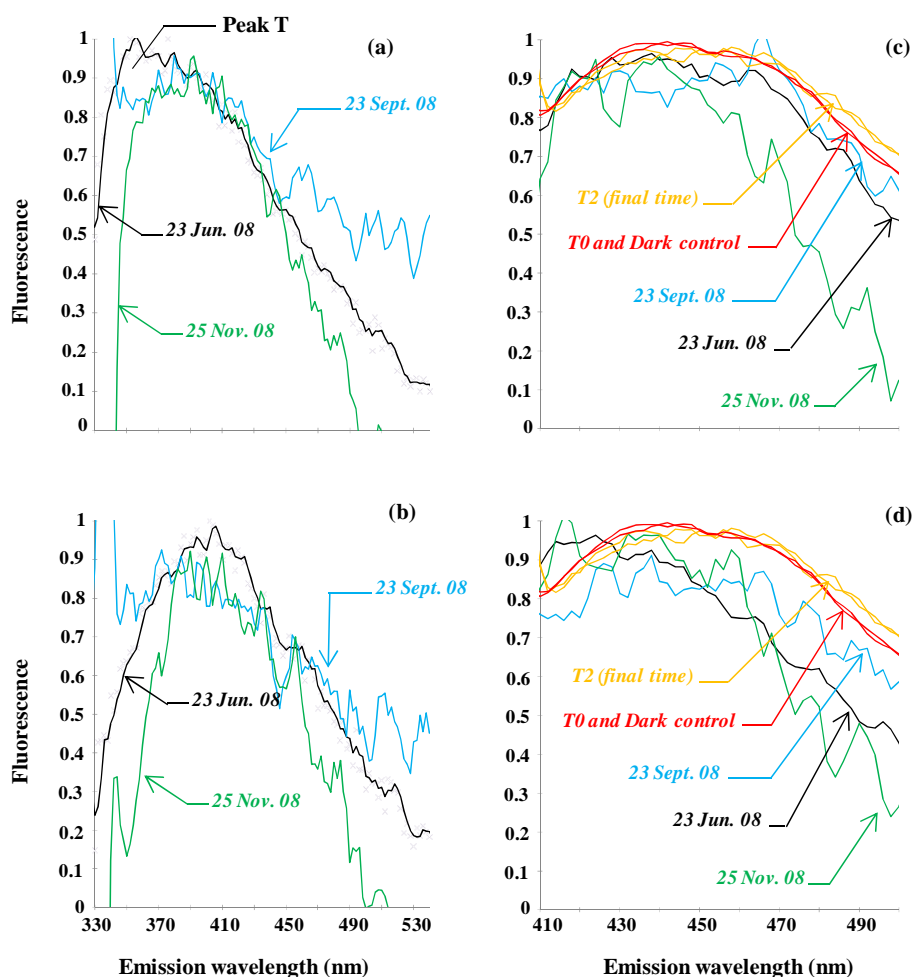 Peak T
(a)
1
0.9
0.8
0.7
0.6
0.5
0.4
0.3
0.2
0.1
0
Fluorescence
23 Sept. 08
23 Jun. 08
25 Nov. 08
(c)
1
0.9
0.8
0.7
0.6
0.5
0.4
0.3
0.2
0.1
0
T2 (final time)
T0 and Dark control
23 Sept. 08
23 Jun. 08
25 Nov. 08
(b)
1
0.9
0.8
0.7
0.6
0.5
0.4
0.3
0.2
0.1
0
Fluorescence
23 Sept. 08
23 Jun. 08
25 Nov. 08
330 370 410 450 490 530
Emission wavelength (nm)
(d)
1
0.9
0.8
0.7
0.6
0.5
0.4
0.3
0.2
0.1
0
T2 (final time)
T0 and Dark control
23 Sept. 08
23 Jun. 08
25 Nov. 08
410 430 450 470 490
Emission wavelength (nm)